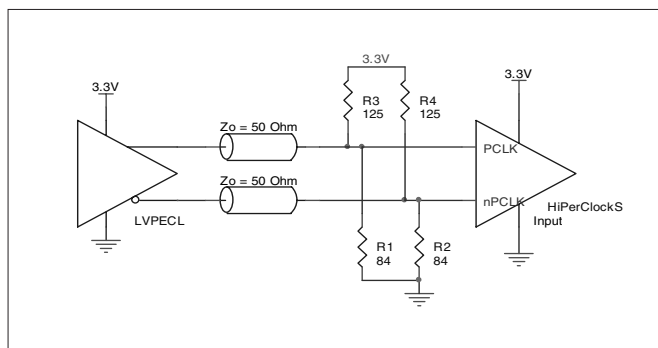 3.3V
3.3V
3.3V
R3
125
R4
125
Zo = 50 Ohm
PCLK
Zo = 50 Ohm
nPCLK
HiPerClockS
Input
LVPECL
R1
84
R2
84